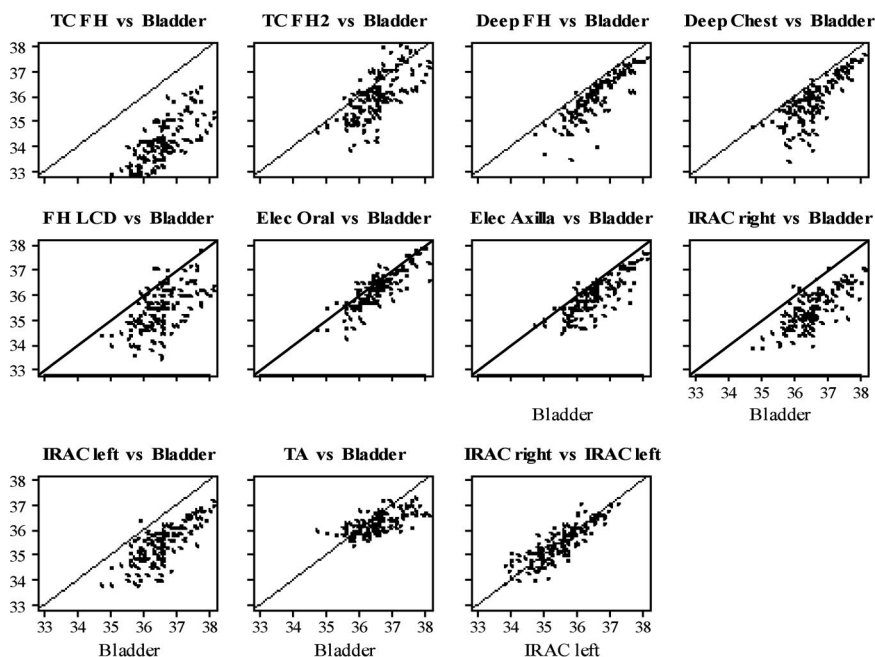 TC FH vs Bladder
TC FH2 vs Bladder
Deep FH vs Bladder
Deep Chest vs Bladder
38
37
36
35
34
33
FH LCD vs Bladder
Elec Oral vs Bladder
Elec Axilla vs Bladder
IRAC right vs Bladder
38
37
36
35
34
33
33 34 35 36 37 38
Bladder
Bladder
IRAC left vs Bladder
TA vs Bladder
IRAC right vs IRAC left
38
37
36
35
34
33
33 34 35 36 37 38
33 34 35 36 37 38
33 34 35 36 37 38
Bladder
Bladder
IRAC left